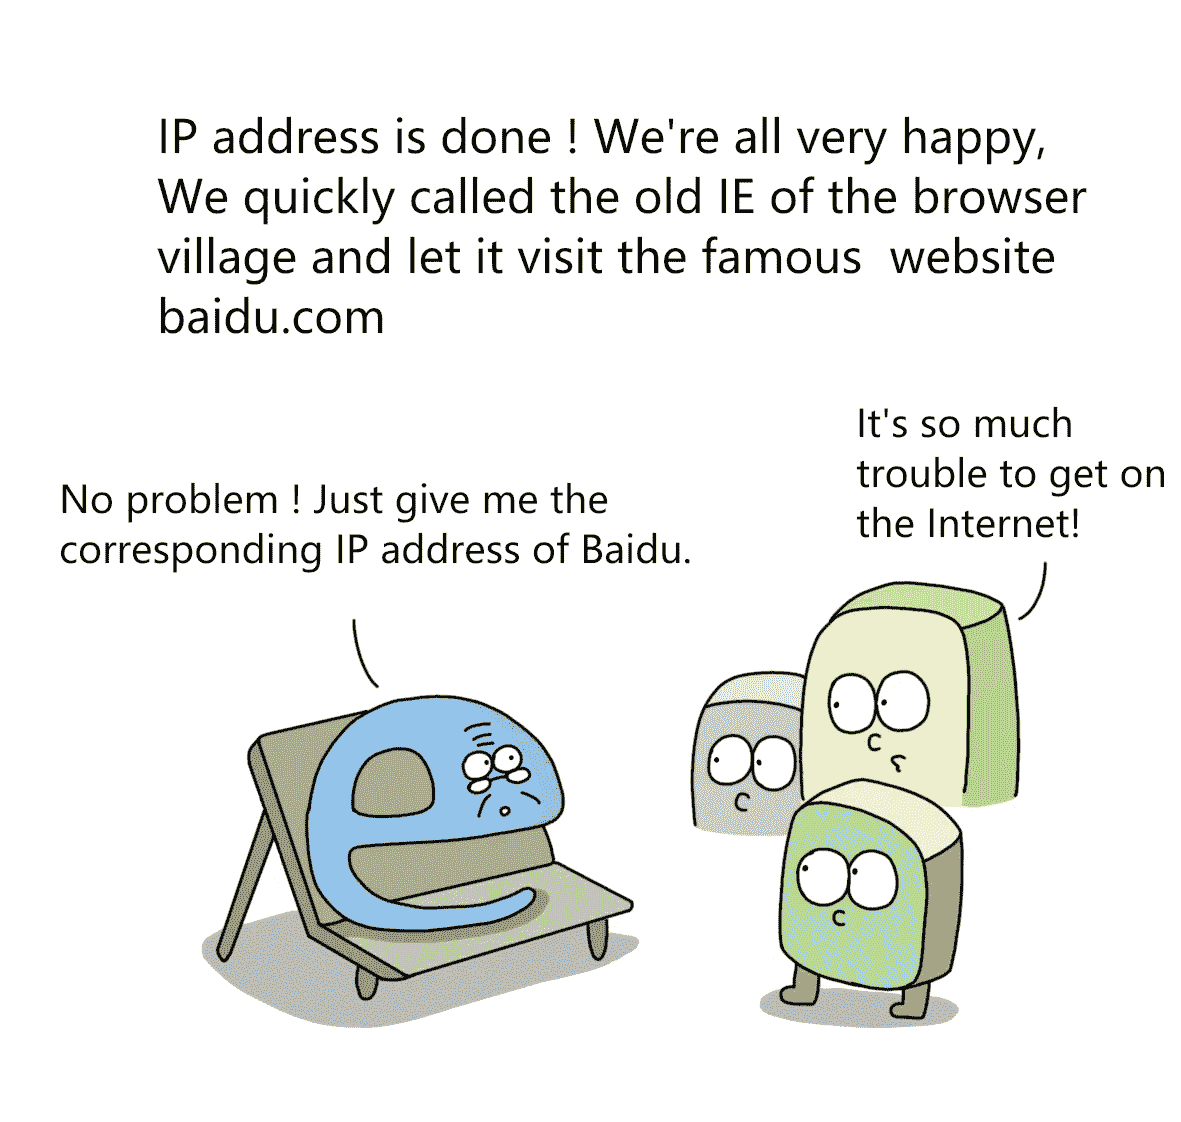 IP address is done ! We're all very happy,
We quickly called the old IE of the browser
village and let it visit the famous  website
baidu.com
It's so much
trouble to get on
the Internet!
No problem ! Just give me the
corresponding IP address of Baidu.